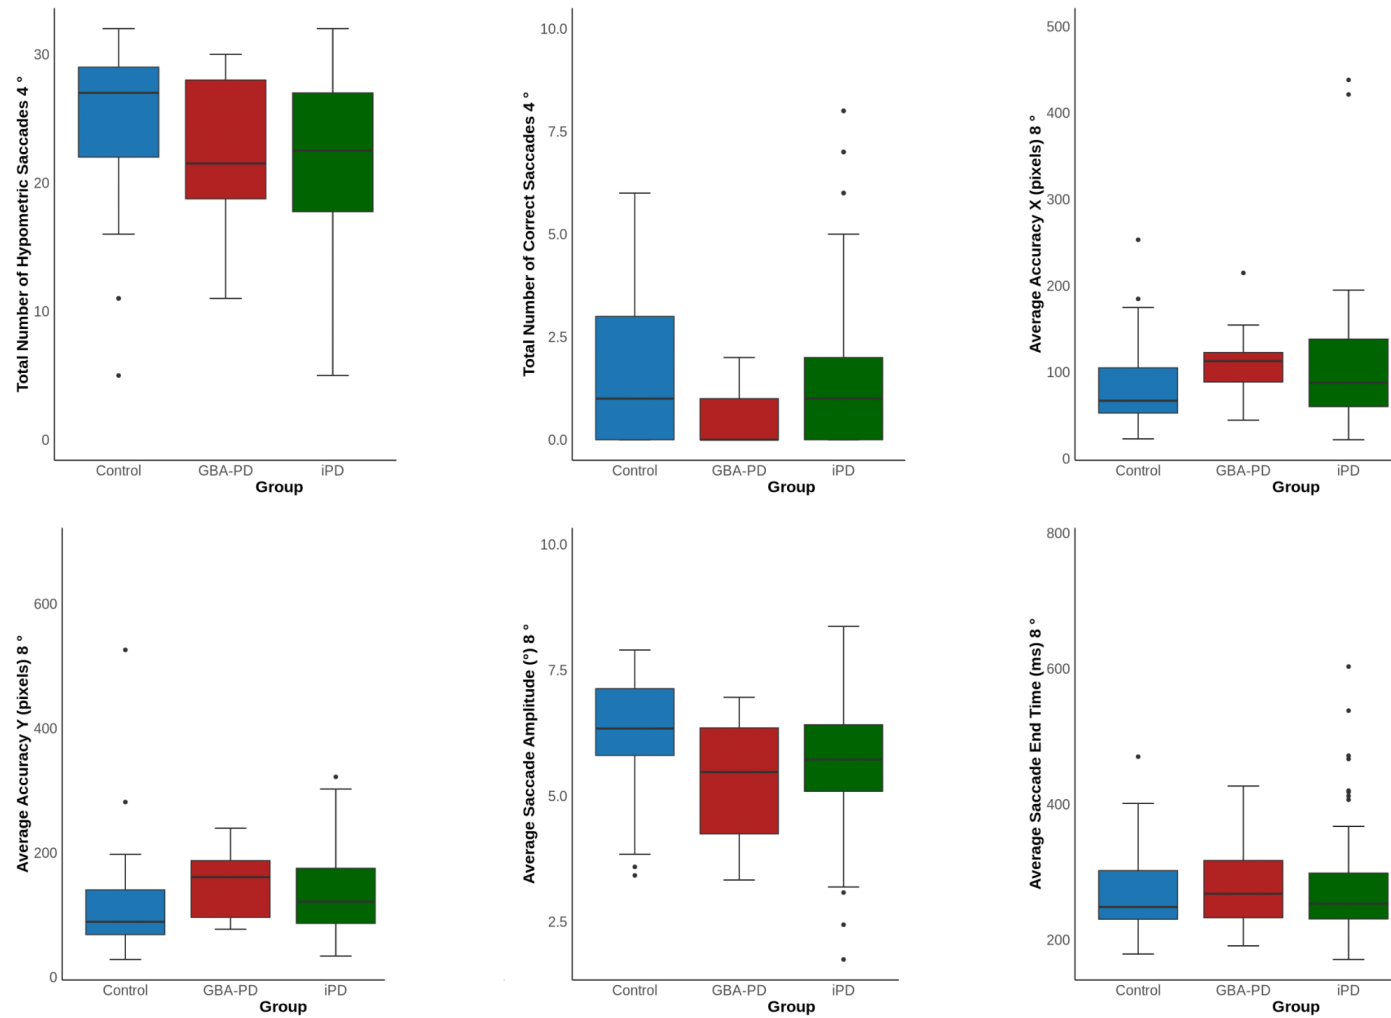 Total Number of Hypometric Saccades 4 °
30
20
10
0
Control GBA-PD iPD
Group
Total Number of Correct Saccades 4 °
10.0
7.5
5.0
2.5
0.0
Control GBA-PD iPD
Group
Average Accuracy X (pixels) 8 °
500
400
300
200
100
0
Control GBA-PD iPD
Group
Average Accuracy Y (pixels) 8 °
600
400
200
0
Control GBA-PD iPD
Group
Average Saccade Amplitude (°) 8 °
10.0
7.5
5.0
2.5
Control GBA-PD iPD
Group
Average Saccade End Time (ms) 8 °
800
600
400
200
Control GBA-PD iPD
Group